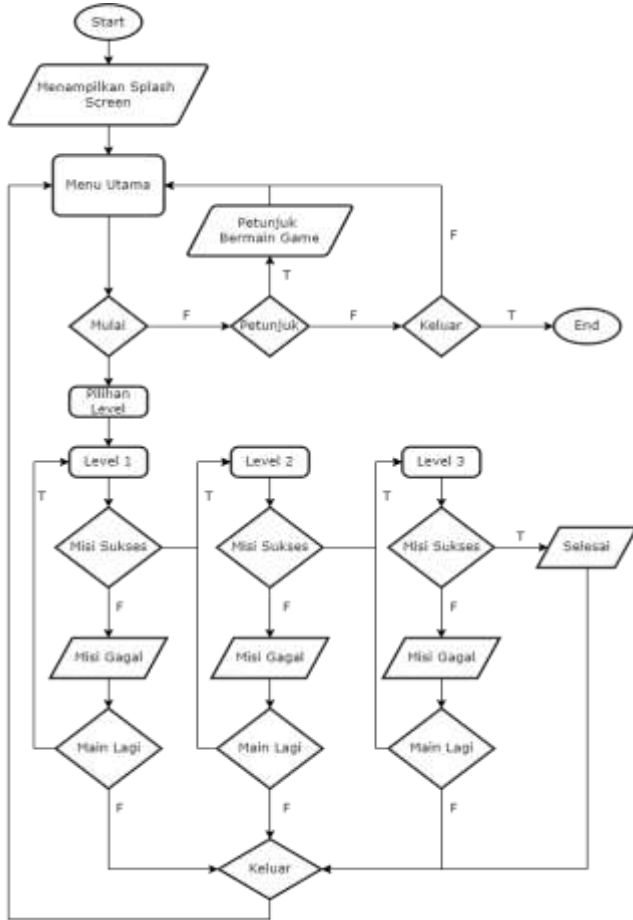 Start
Menampilkan Splash
Screen
Menu Utama
Petunjuk
Bermain Game
F
T
Mulai
F
Petunjuk
F
Keluar
T
End
Pilihan
Level
Level 1
Level 2
Level 3
T
T
T
Misi Sukses
Misi Sukses
Misi Sukses
T
Selesai
F
F
F
Misi Gagal
Misi Gagal
Misi Gagal
Main Lagi
Main Lagi
Main Lagi
F
F
F
Keluar